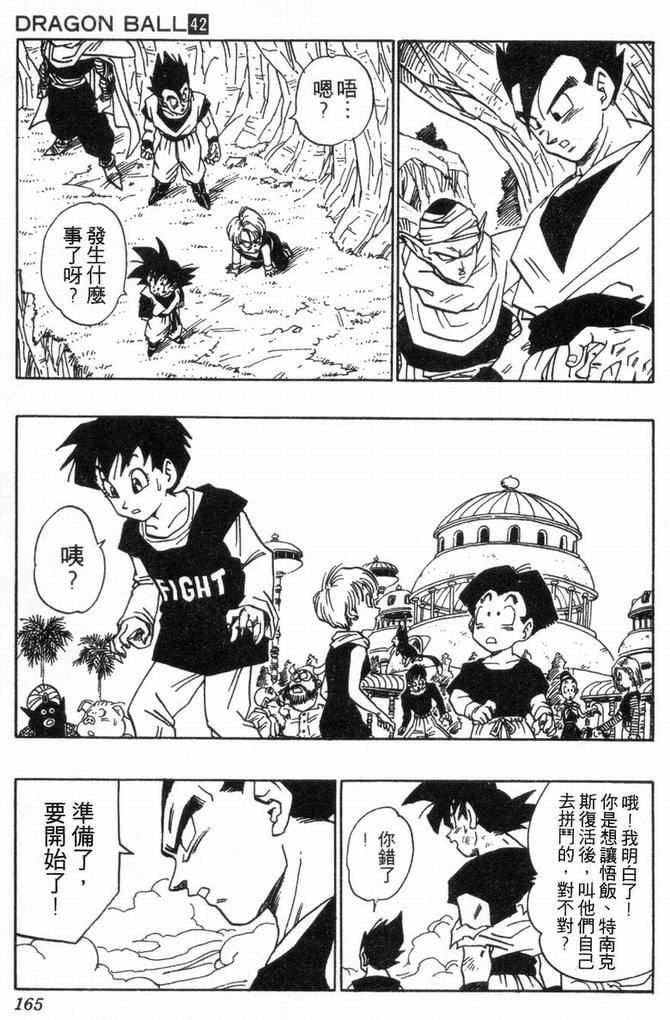 DRAGON BALL 42
唔…
嗯?
發生什麼
事了呀?
咦?
FIGHT
哦!我明白了!
你是想讓悟飯、特南克
斯復活後,叫他們自己
去拼鬥的,對不對?
你錯了
!
準備了,
要開始了!
165